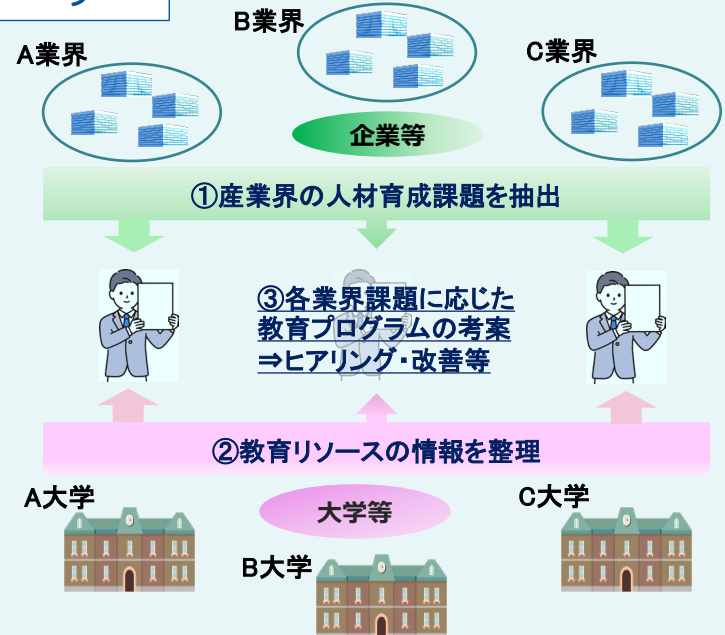 B業界
A業界
C業界
企業等
①産業界の人材育成課題を抽出
③各業界課題に応じた
教育プログラムの考案
⇒ヒアリング・改善等
②教育リソースの情報を整理
A大学
大学等
C大学
B大学